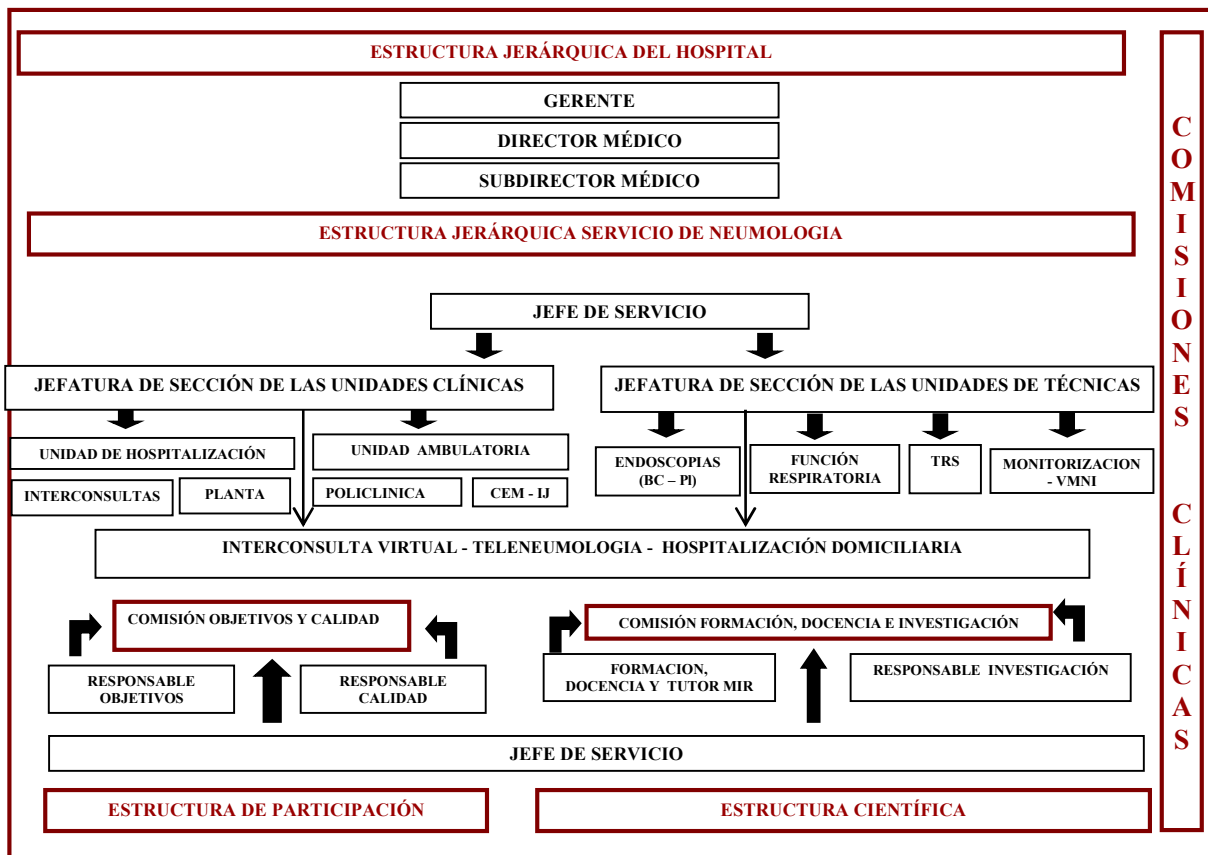 ESTRUCTURA JERÁRQUICA DEL HOSPITAL
GERENTE
DIRECTOR MÉDICO
SUBDIRECTOR MÉDICO
ESTRUCTURA JERÁRQUICA SERVICIO DE NEUMOLOGIA
JEFE DE SERVICIO
JEFATURA DE SECCIÓN DE LAS UNIDADES CLÍNICAS
JEFATURA DE SECCIÓN DE LAS UNIDADES DE TÉCNICAS
UNIDAD DE HOSPITALIZACIÓN
UNIDAD AMBULATORIA
INTERCONSULTAS
PLANTA
POLICLINICA
CEM - IJ
ENDOSCOPIAS
(BC – Pl)
FUNCIÓN
RESPIRATORIA
TRS
MONITORIZACION
- VMNI
INTERCONSULTA VIRTUAL - TELENEUMOLOGIA - HOSPITALIZACIÓN DOMICILIARIA
COMISIÓN OBJETIVOS Y CALIDAD
COMISIÓN FORMACIÓN, DOCENCIA E INVESTIGACIÓN
RESPONSABLE
OBJETIVOS
RESPONSABLE
CALIDAD
FORMACION,
DOCENCIA Y TUTOR MIR
RESPONSABLE INVESTIGACIÓN
JEFE DE SERVICIO
ESTRUCTURA DE PARTICIPACIÓN
ESTRUCTURA CIENTÍFICA
COMISIONES CLÍNICAS